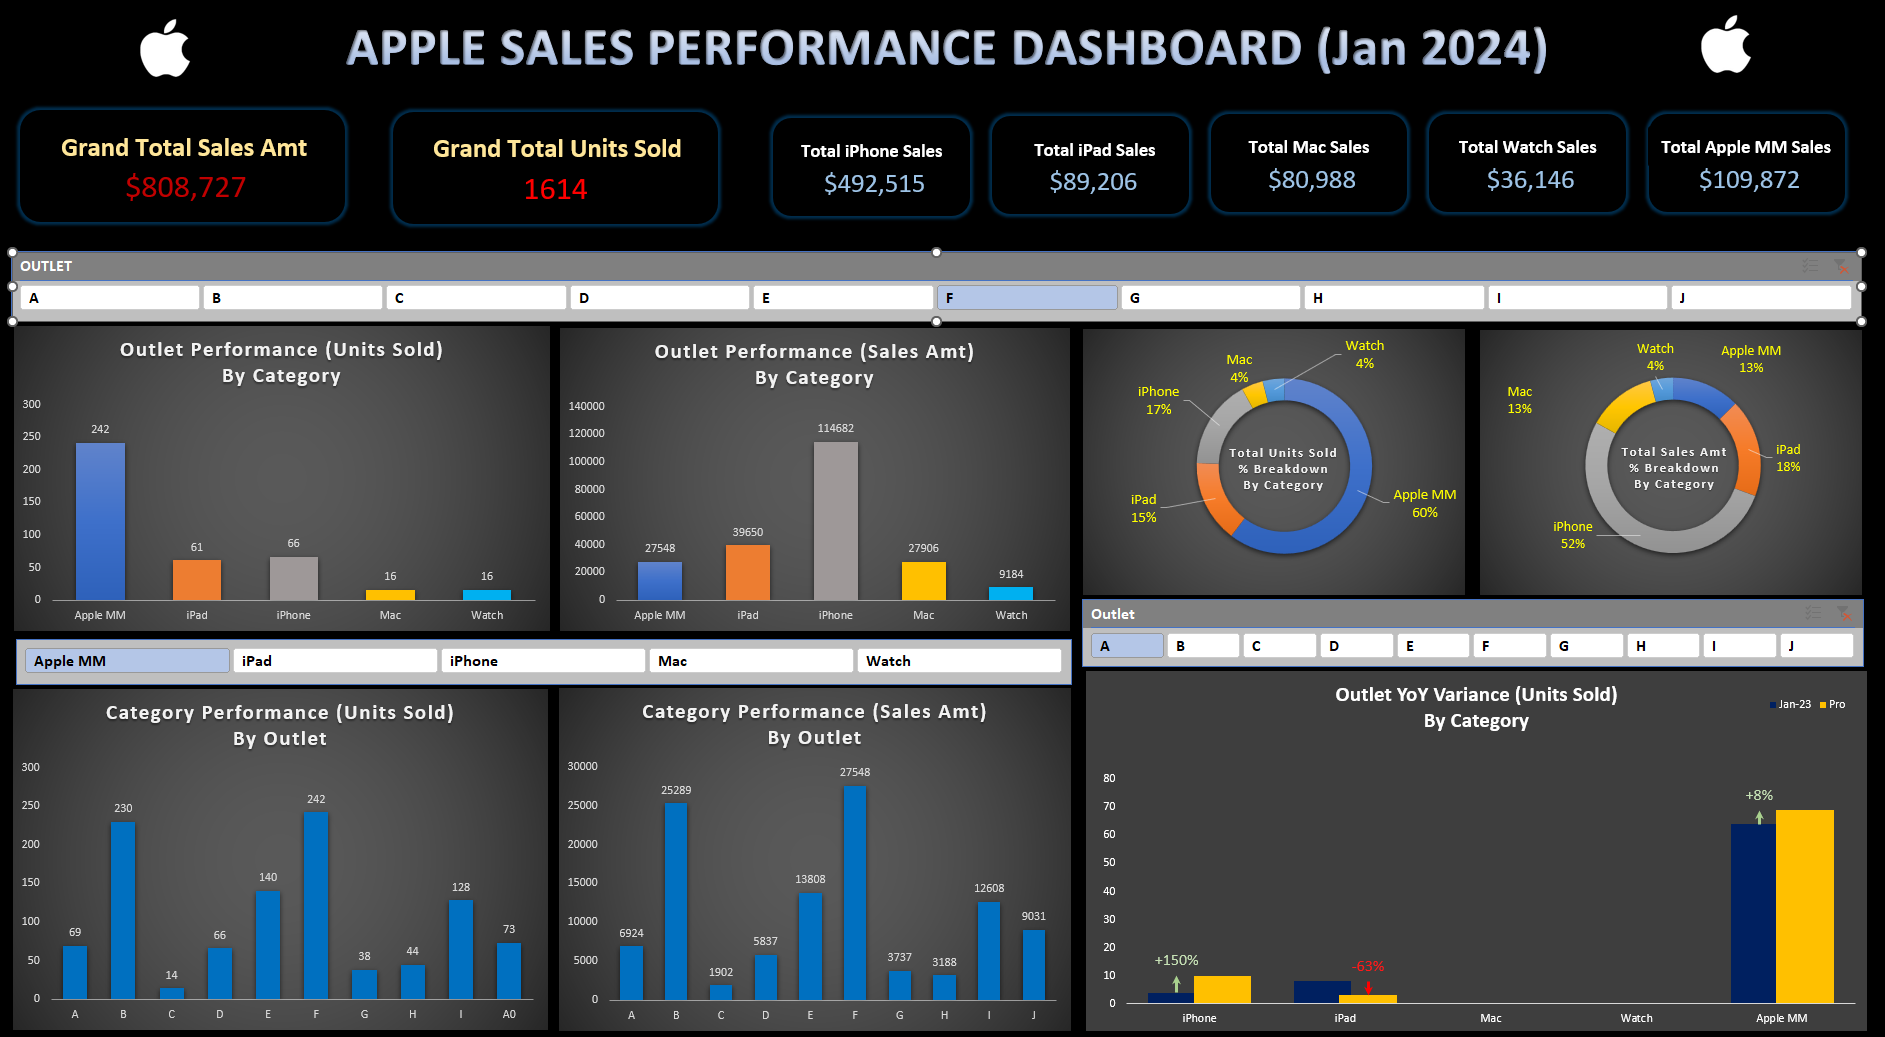 APPLE SALES PERFORMANCE DASHBOARD (Jan 2024)
Grand Total Sales Amt
$808,727
Grand Total Units Sold
1614
Total iPhone Sales
$492,515
Total iPad Sales
$89,206
Total Mac Sales
$80,988
Total Watch Sales
$36,146
Total Apple MM Sales
$109,872
OUTLET
A B C D E F G H I J
Outlet Performance (Units Sold)
By Category
300
250
200
150
100
50
0
242
61
66
16
16
Apple MM iPad iPhone Mac Watch
Outlet Performance (Sales Amt)
By Category
140000
120000
100000
80000
60000
40000
20000
0
27548
39650
114682
27906
9184
Apple MM iPad iPhone Mac Watch
Watch
4%
Mac
4%
iPhone
17%
iPad
15%
Apple MM
60%
Total Units Sold
% Breakdown
By Category
Watch
4%
Apple MM
13%
Mac
13%
iPad
18%
iPhone
52%
Total Sales Amt
% Breakdown
By Category
Apple MM iPad iPhone Mac Watch
Outlet
A B C D E F G H I J
Category Performance (Units Sold)
By Outlet
300
250
200
150
100
50
0
69
230
14
66
140
242
38
44
128
73
A B C D E F G H I A0
Category Performance (Sales Amt)
By Outlet
30000
25000
20000
15000
10000
5000
0
6924
25289
1902
5837
13808
27548
3737
3188
12608
9031
A B C D E F G H I J
Outlet YoY Variance (Units Sold)
By Category
Jan-23 Pro
80
70
60
50
40
30
20
10
0
+150%
-63%
+8%
iPhone iPad Mac Watch Apple MM